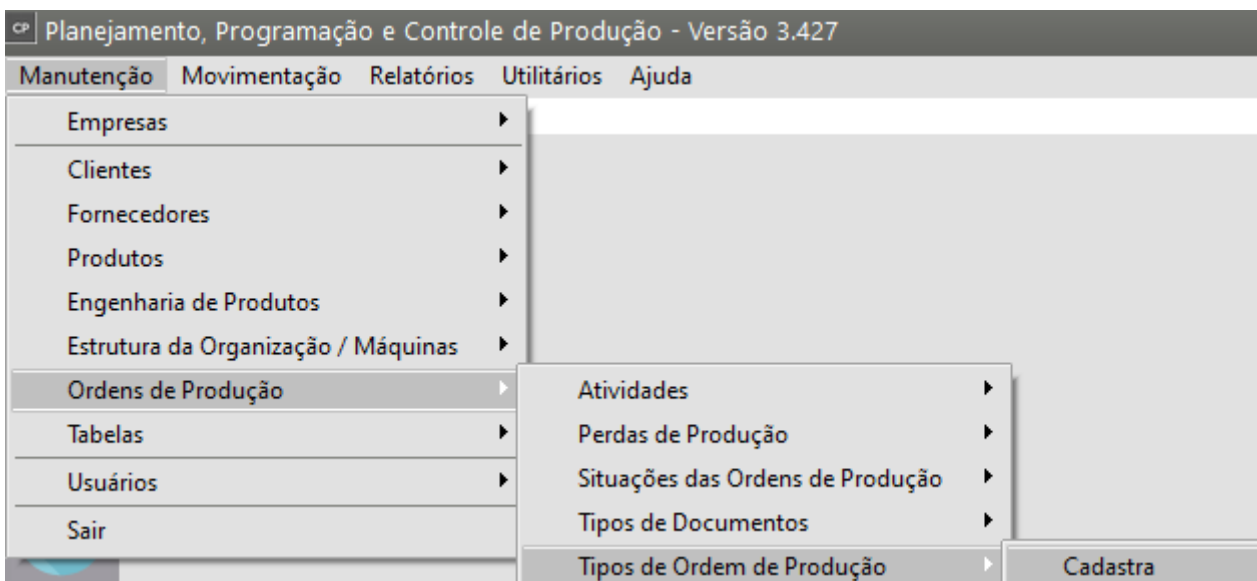 CP Planejamento, Programação e Controle de Produção - Versão 3.427
Manutenção Movimentação Relatórios Utilitários Ajuda
Empresas
Clientes
Fornecedores
Produtos
Engenharia de Produtos
Estrutura da Organização / Máquinas
Ordens de Produção
Tabelas
Usuários
Sair
Atividades
Perdas de Produção
Situações das Ordens de Produção
Tipos de Documentos
Tipos de Ordem de Produção
Cadastra